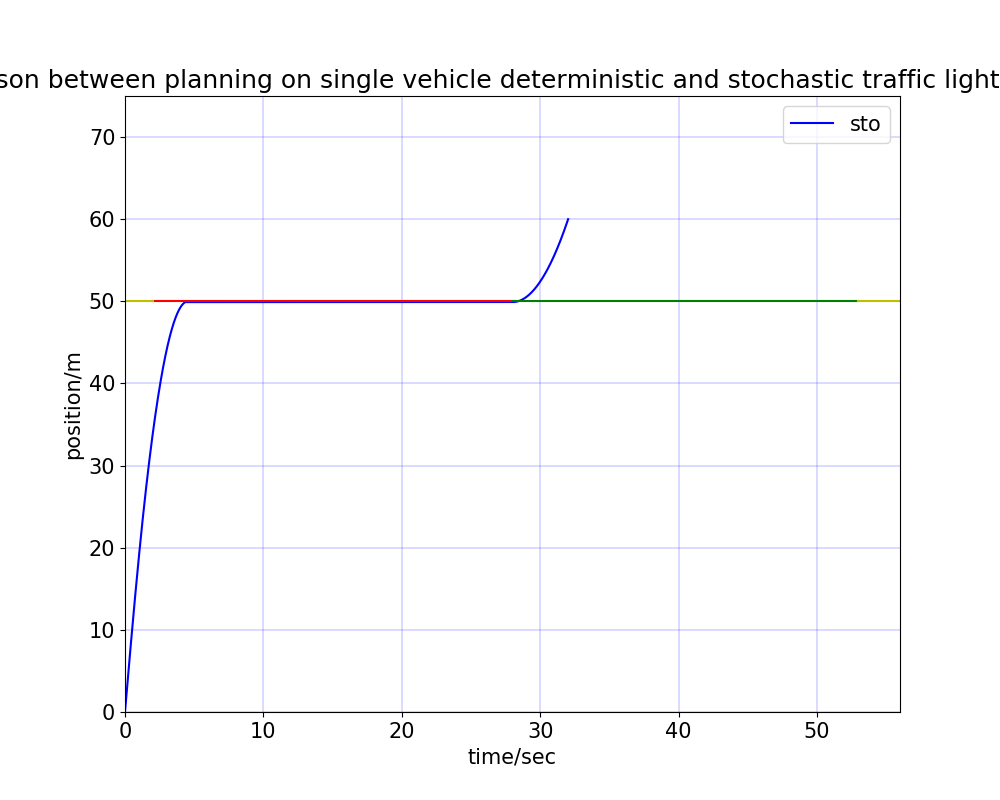 son between planning on single vehicle deterministic and stochastic traffic light
sto
70
60
50
40
30
20
10
0
position/m
0 10 20 30 40 50
time/sec